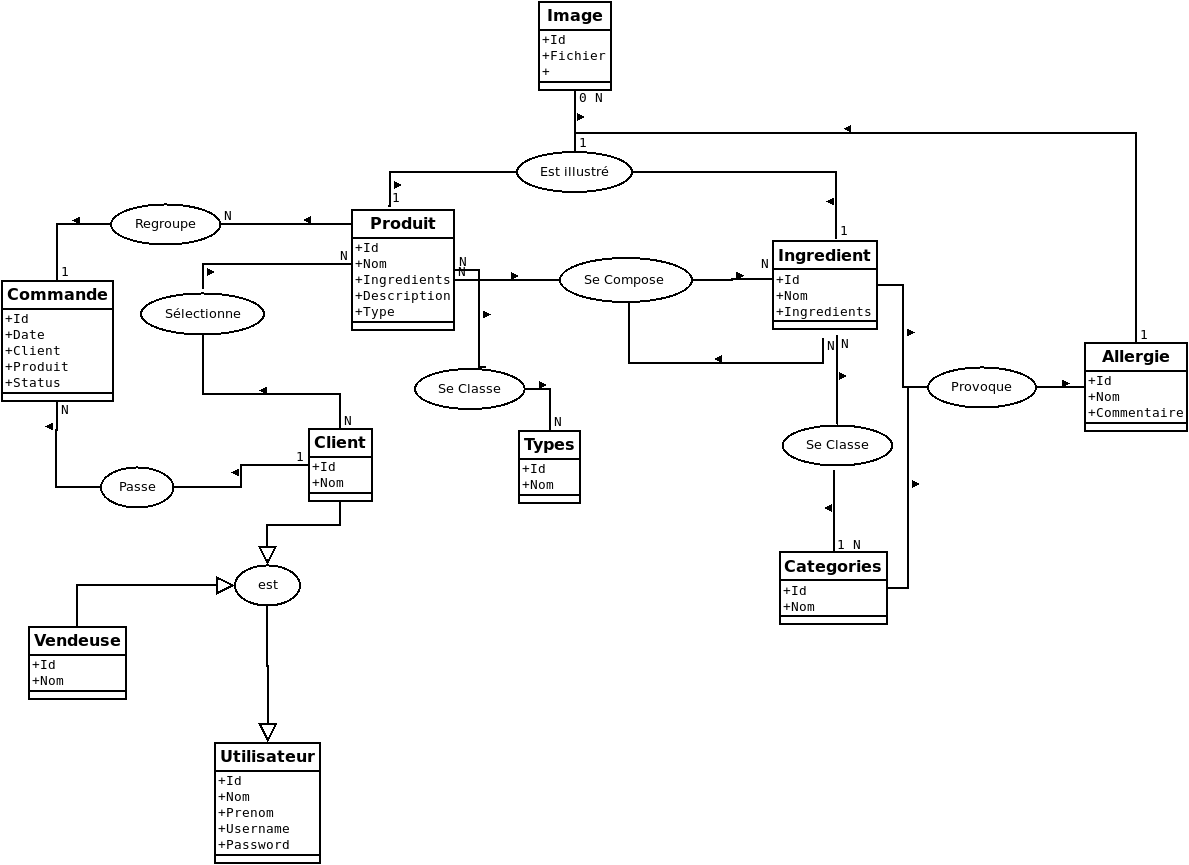 Image
+Id
+Fichier
+
0 N
1
Est illustré
1
Regroupe
N
Produit
+Id
+Nom
+Ingredients
+Description
+Type
1
Ingredient
+Id
+Nom
+Ingredients
N
N
N
Se Compose
N
1
Commande
+Id
+Date
+Client
+Produit
+Status
Sélectionne
N
N
1
Allergie
+Id
+Nom
+Commentaire
Se Classe
Provoque
N
N
N
Client
+Id
+Nom
Types
+Id
+Nom
Se Classe
1
Passe
1 N
Categories
+Id
+Nom
est
Vendeuse
+Id
+Nom
Utilisateur
+Id
+Nom
+Prenom
+Username
+Password